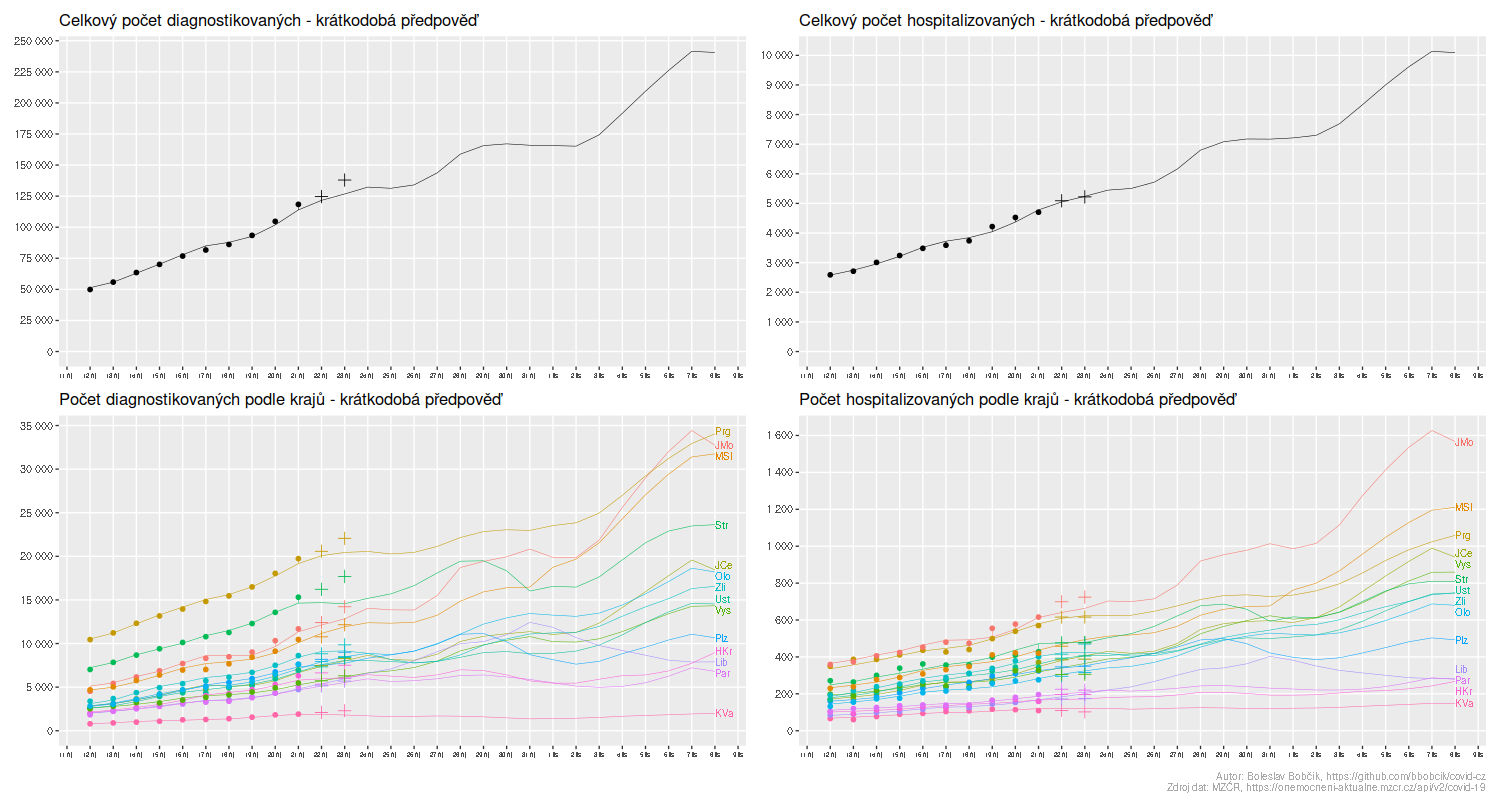 Celkový počet diagnostikovaných - krátkodobá předpověď
250 000
225 000
200 000
175 000
150 000
125 000
100 000
75 000
50 000
25 000
0
Celkový počet hospitalizovaných - krátkodobá předpověď
10 000
9 000
8 000
7 000
6 000
5 000
4 000
3 000
2 000
1 000
0
Počet diagnostikovaných podle krajů - krátkodobá předpověď
35 000
30 000
25 000
20 000
15 000
10 000
5 000
0
Prg
JMo
MSl
Str
JCe
Olo
Zli
Ust
Vys
Plz
HKr
Lib
Par
KVa
Počet hospitalizovaných podle krajů - krátkodobá předpověď
1 600
1 400
1 200
1 000
800
600
400
200
0
JMo
MSl
Prg
JCe
Vys
Str
Ust
Zli
Olo
Plz
Lib
Par
HKr
KVa
Autor: Boleslav Bobčík, https://github.com/bbobcik/covid-cz
Zdroj dat: MZČR, https://onemocneni-aktualne.mzcr.cz/api/v2/covid-19